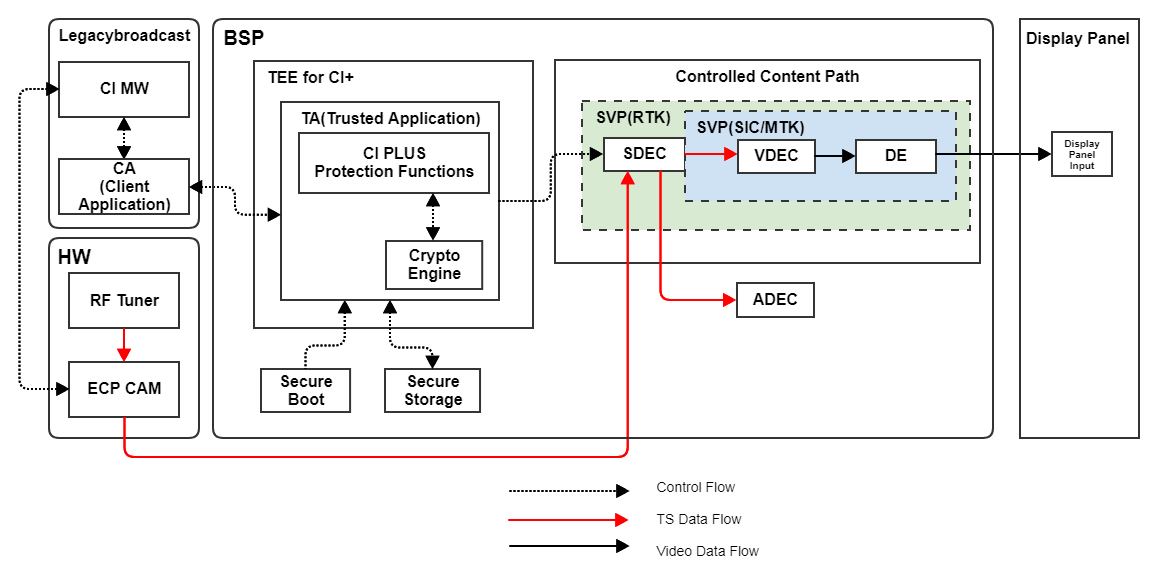 Legacybroadcast
CI MW
CA
(Client
Application)
HW
RF Tuner
ECP CAM
BSP
TEE for CI+
TA(Trusted Application)
CI PLUS
Protection Functions
Crypto
Engine
Secure
Boot
Secure
Storage
Controlled Content Path
SVP(RTK)
SVP(SIC/MTK)
SDEC
VDEC
DE
ADEC
Display Panel
Display
Panel
Input
Control Flow
TS Data Flow
Video Data Flow